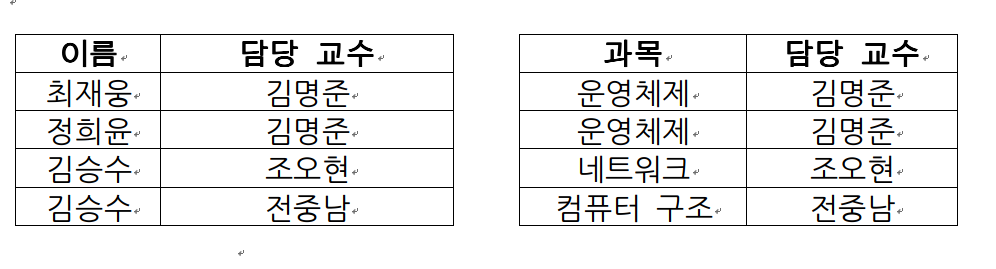 이름 담당 교수
최재웅 김명준
정희윤 김명준
김승수 조오현
김승수 전중남
과목 담당 교수
운영체제 김명준
운영체제 김명준
네트워크 조오현
컴퓨터 구조 전중남